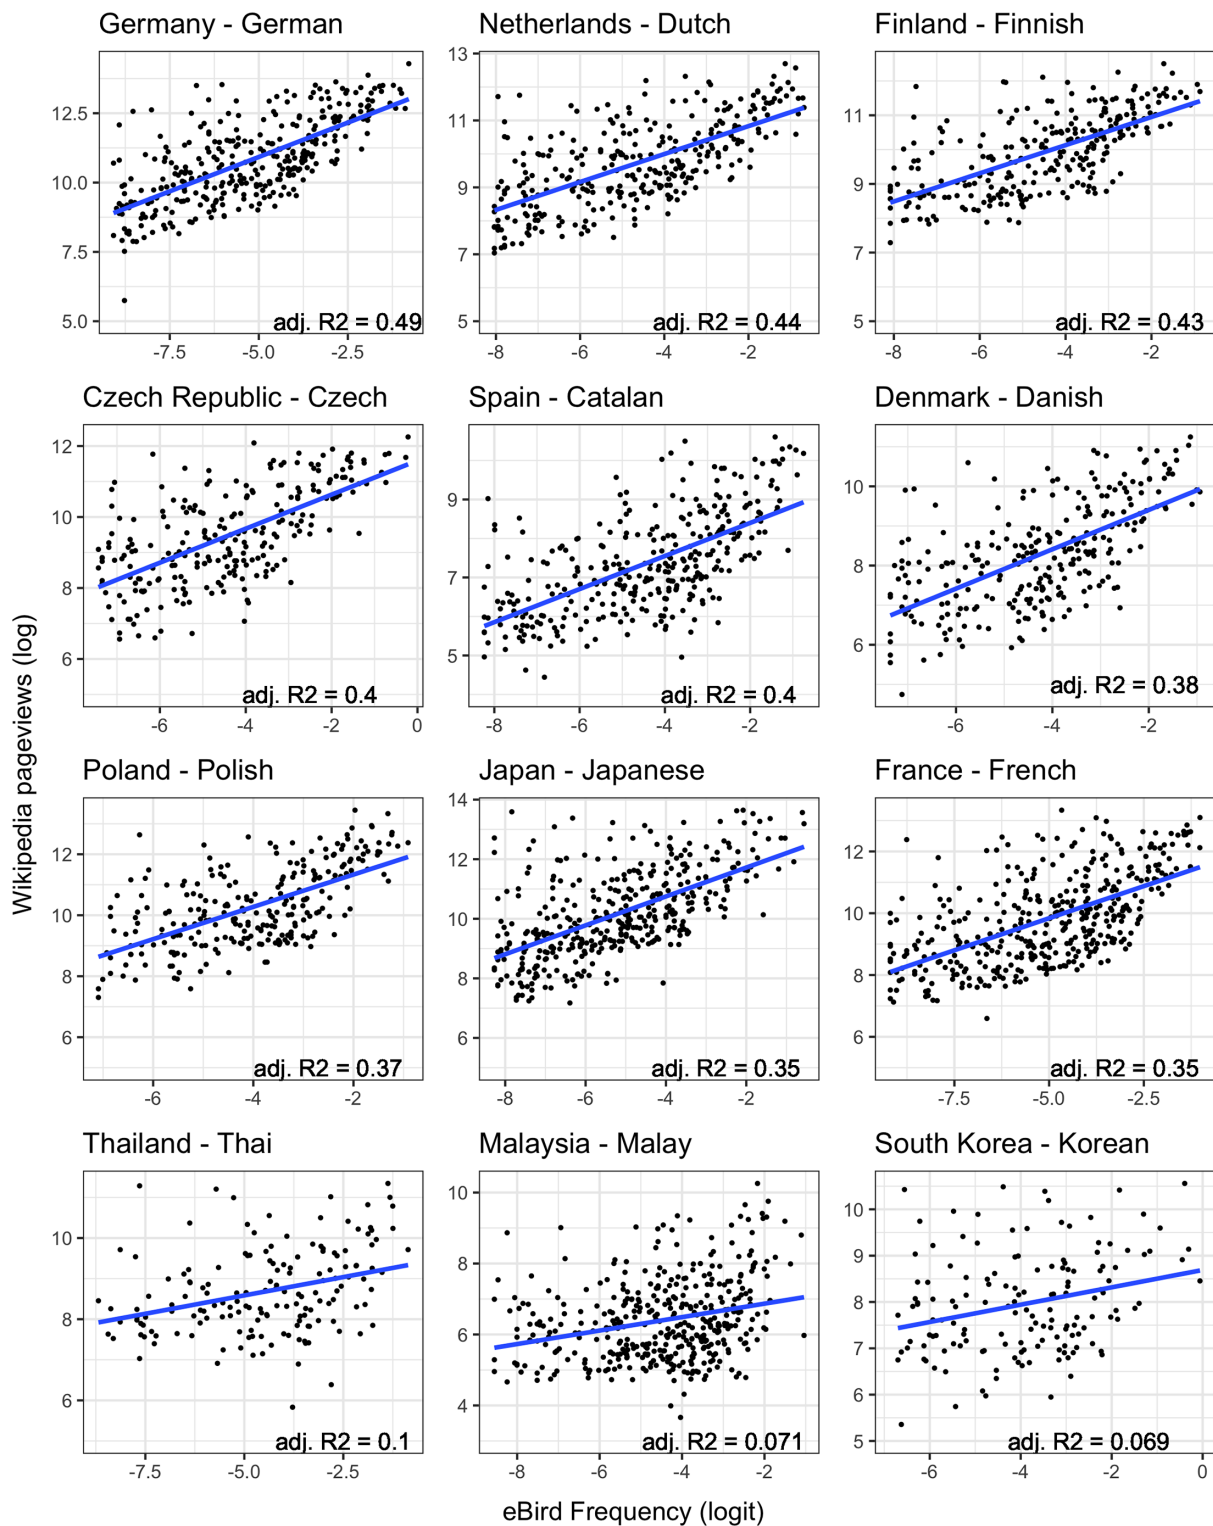 Germany - German
Netherlands - Dutch
Finland - Finnish
12.5
10.0
7.5
5.0
13
11
9
7
5
11
9
7
5
adj. R2 = 0.49
adj. R2 = 0.44
adj. R2 = 0.43
-7.5 -5.0 -2.5
-8 -6 -4 -2
-8 -6 -4 -2
Czech Republic - Czech
Spain - Catalan
Denmark - Danish
12
10
8
6
9
7
5
10
8
6
adj. R2 = 0.4
adj. R2 = 0.4
adj. R2 = 0.38
-6 -4 -2 0
-8 -6 -4 -2
-6 -4 -2
Wikipedia pageviews (log)
Poland - Polish
Japan - Japanese
France - French
12
10
8
6
14
12
10
8
6
12
10
8
6
adj. R2 = 0.37
adj. R2 = 0.35
adj. R2 = 0.35
-6 -4 -2
-8 -6 -4 -2
-7.5 -5.0 -2.5
Thailand - Thai
Malaysia - Malay
South Korea - Korean
10
8
6
10
8
6
4
10
9
8
7
6
5
adj. R2 = 0.1
adj. R2 = 0.071
adj. R2 = 0.069
-7.5 -5.0 -2.5
-8 -6 -4 -2
-6 -4 -2 0
eBird Frequency (logit)